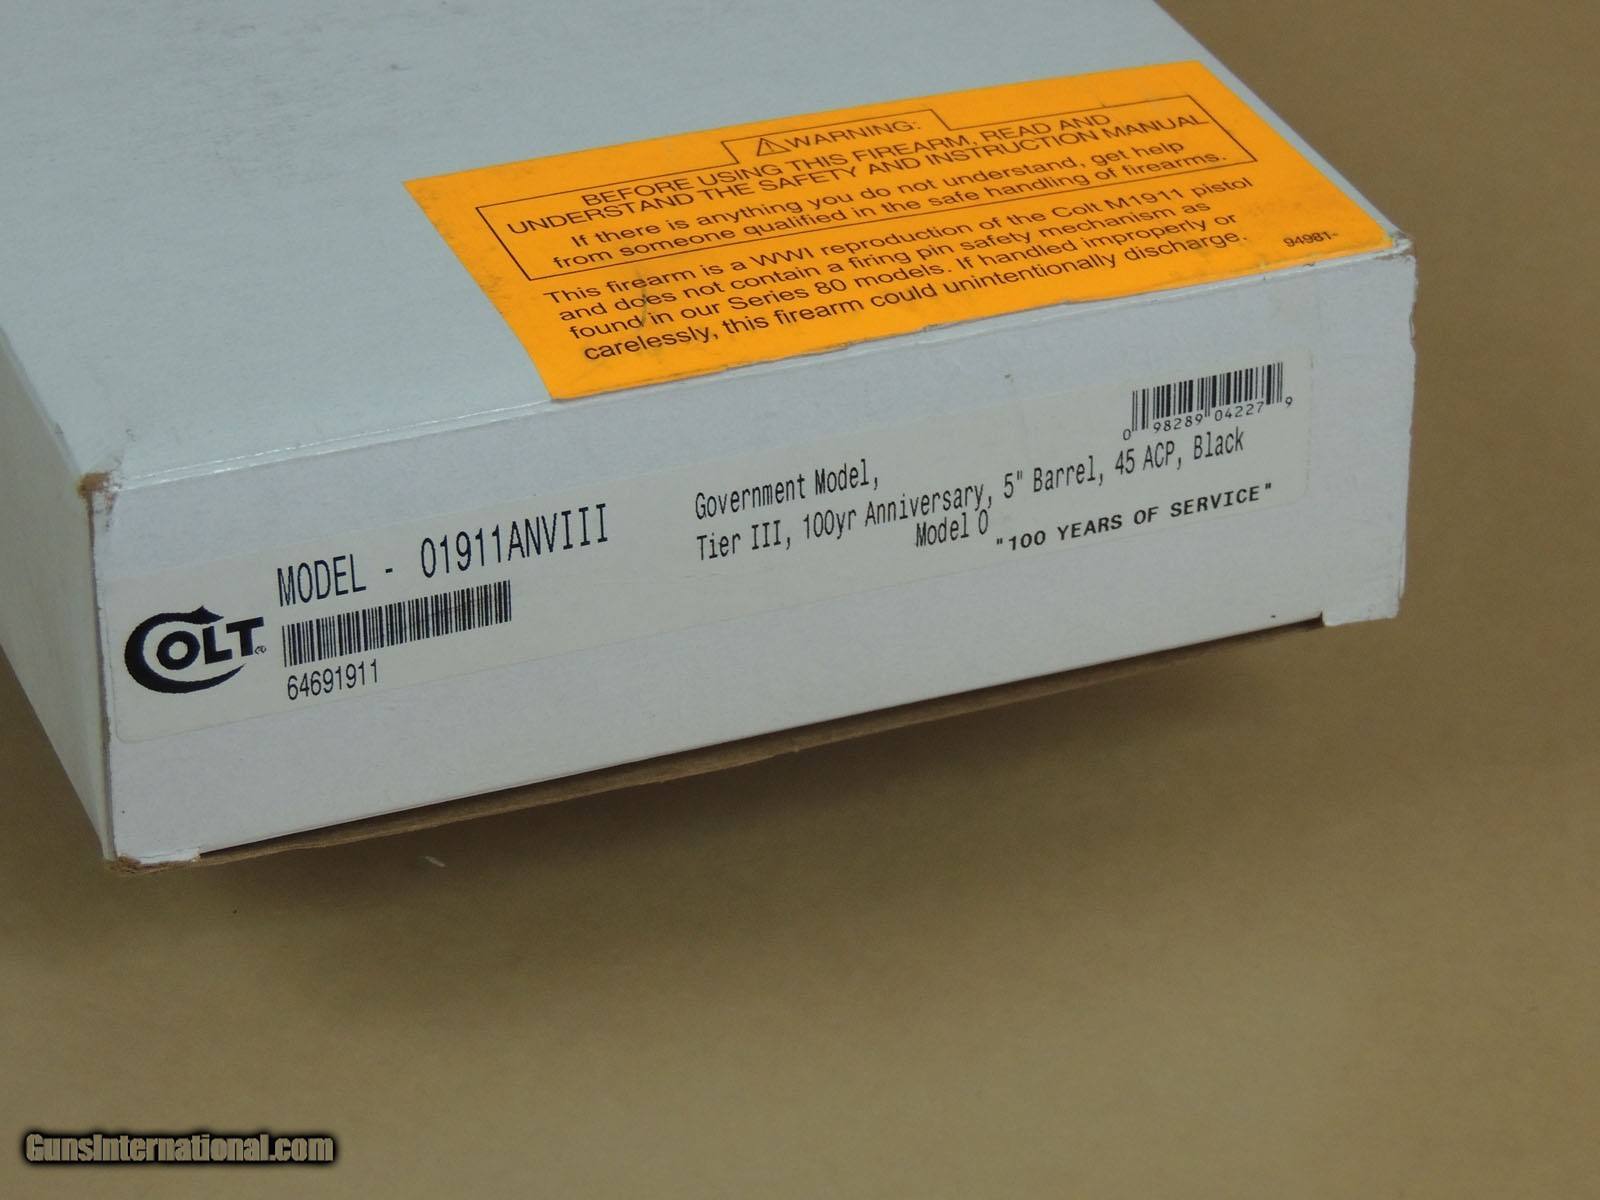 ⚠WARNING:
BEFORE USING THIS FIREARM, READ AND
UNDERSTAND THE SAFETY AND INSTRUCTION MANUAL
If there is anything you do not understand, get help
from someone qualified in the safe handling of firearms.
This firearm is a WWI reproduction of the Colt M1911 pistol
and does not contain a firing pin safety mechanism as
found in our Series 80 models. If handled improperly or
carelessly, this firearm could unintentionally discharge.
94981-
COLT
MODEL - O1911ANVIII
64691911
Government Model,
Tier III, 100yr Anniversary, 5" Barrel, 45 ACP, Black
Model O
"100 YEARS OF SERVICE"
0 98289 04227 9
GunsInternational.com